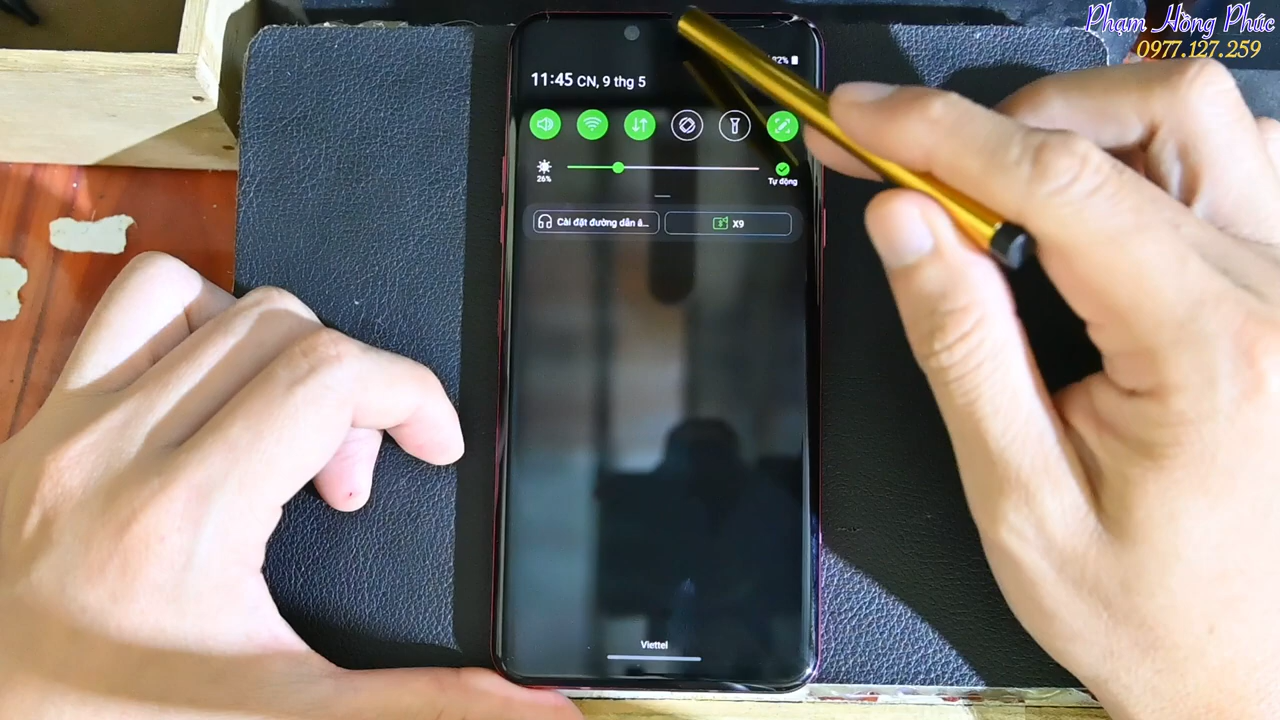 Phạm Hồng Phúc
0977.127.259
82%
11:45 CN, 9 thg 5
26%
Tự động
Cài đặt đường dẫn â...
X9
Viettel